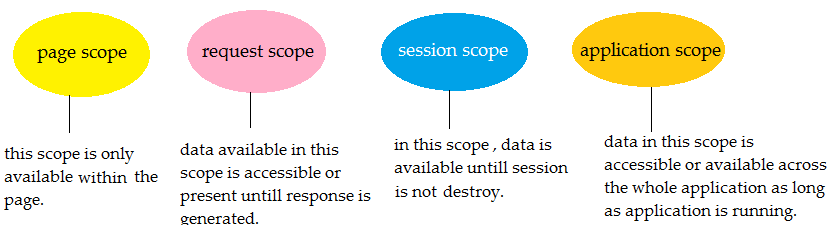 page scope
this scope is only
available within the
page.
request scope
data available in this
scope is accessible or
present untill response is
generated.
session scope
in this scope , data is
available untill session
is not destroy.
application scope
data in this scope is
accessible or available across
the whole application as long
as application is running.